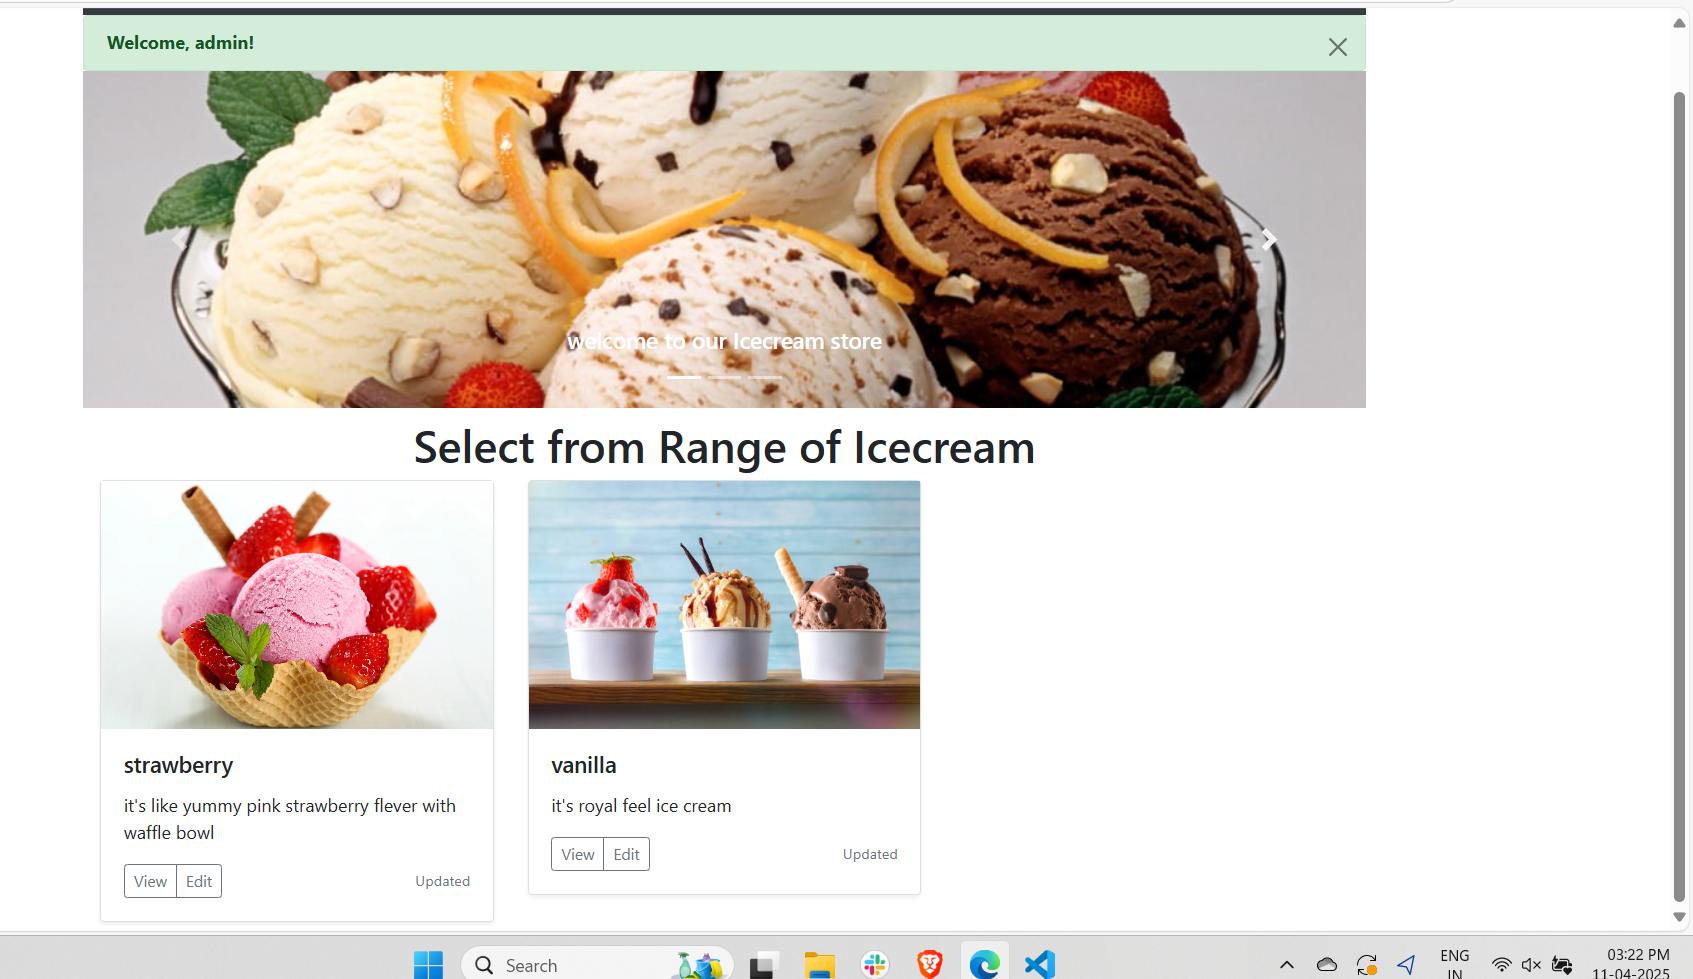 Welcome, admin!
welcome to our Icecream store
Select from Range of Icecream
strawberry
it's like yummy pink strawberry flever with
waffle bowl
View Edit Updated
vanilla
it's royal feel ice cream
View Edit Updated
Search
ENG
IN
03:22 PM
11-04-2025